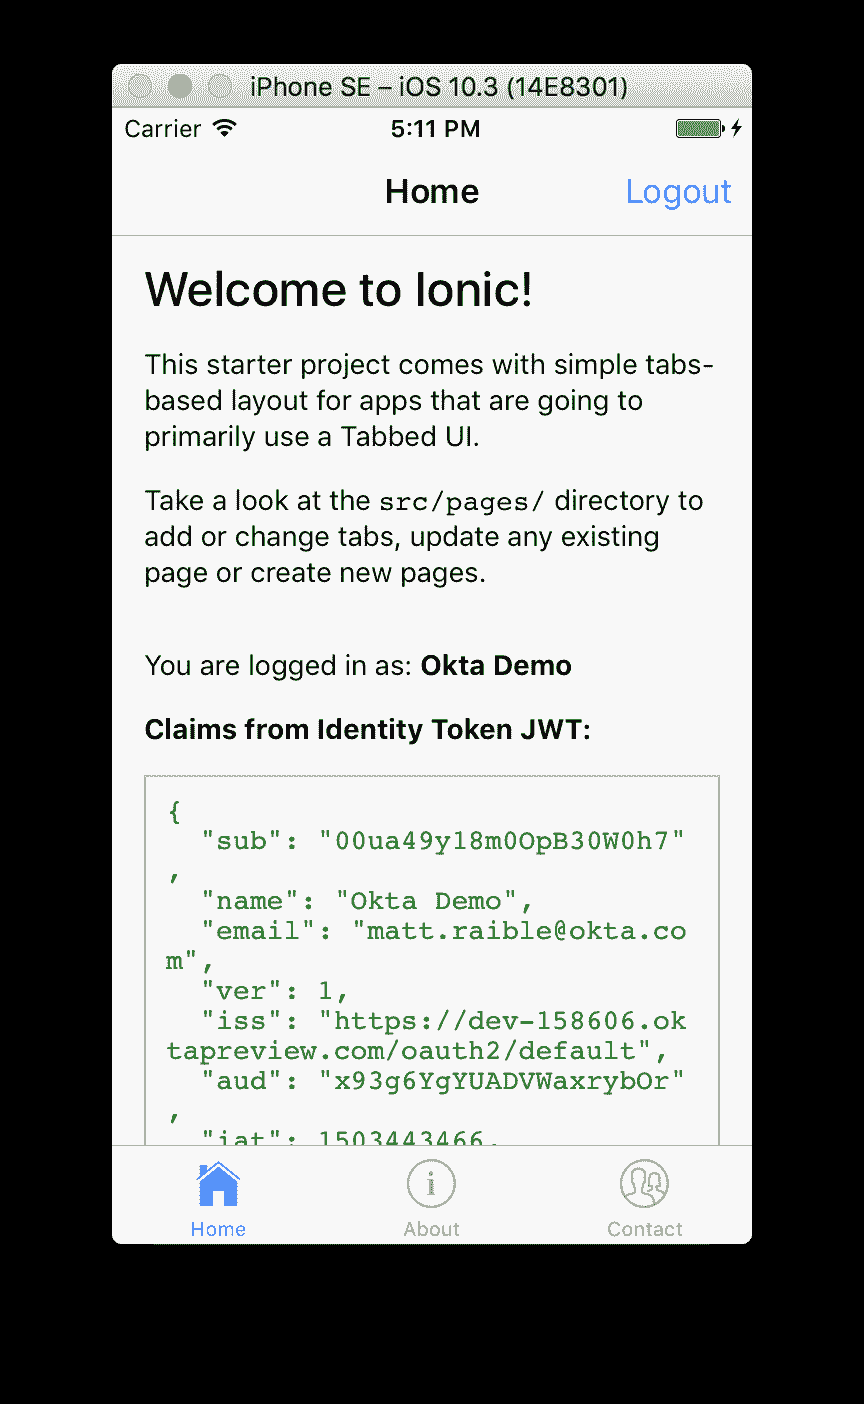 iPhone SE – iOS 10.3 (14E8301)
Carrier 5:11 PM
Home Logout
Welcome to Ionic!
This starter project comes with simple tabs-
based layout for apps that are going to
primarily use a Tabbed UI.
Take a look at the src/pages/ directory to
add or change tabs, update any existing
page or create new pages.
You are logged in as: Okta Demo
Claims from Identity Token JWT:
{
"sub": "00ua49y18m0OpB30W0h7"
,
"name": "Okta Demo",
"email": "matt.raible@okta.co
m",
"ver": 1,
"iss": "https://dev-158606.ok
tapreview.com/oauth2/default",
"aud": "x93g6YgYUADVWaxrybOr"
,
"iat": 1503443466,
Home About Contact